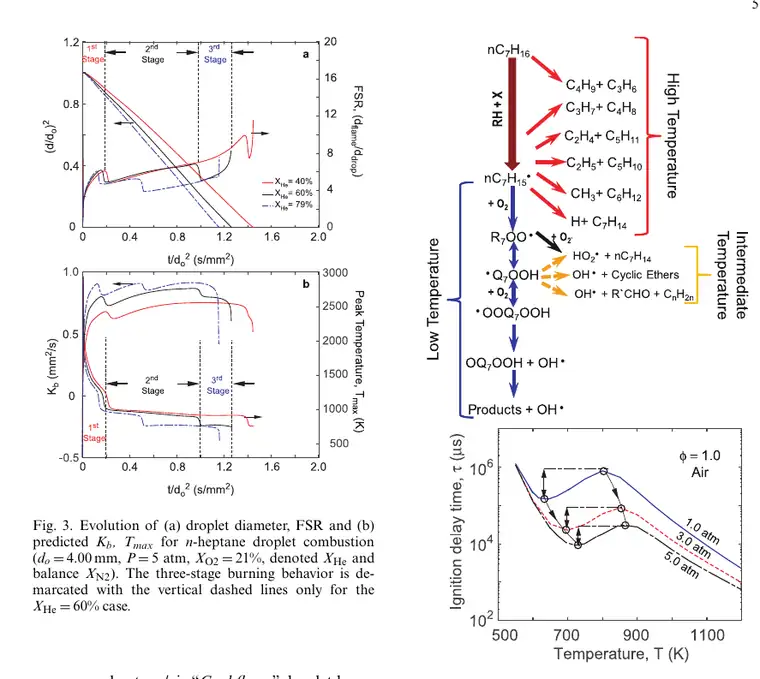 5
1.2
20
1st
Stage
2nd
Stage
3rd
Stage
a
16
0.8
12
(d/do)2
FSR, (dflame/ddrop)
8
0.4
XHe= 40%
XHe= 60%
XHe= 79%
4
0
0
0
0.4
0.8
1.2
1.6
2.0
t/do2 (s/mm2)
1.0
3000
b
2500
0.5
2000
Kb (mm2/s)
Peak Temperature, Tmax (K)
1500
0
2nd
Stage
3rd
Stage
1000
1st
Stage
500
-0.5
0
0.4
0.8
1.2
1.6
2.0
t/do2 (s/mm2)
Fig. 3. Evolution of (a) droplet diameter, FSR and (b)
predicted Kb, Tmax for n-heptane droplet combustion
(do = 4.00 mm, P = 5 atm, XO2 = 21%, denoted XHe and
balance XN2). The three-stage burning behavior is de-
marcated with the vertical dashed lines only for the
XHe = 60% case.
nC7H16
C4H9+ C3H6
RH + X
C3H7 + C4H8
C2H4 + C5H11
C2H5 + C5H10
nC7H15•
CH3 + C6H12
H+ C7H14
High Temperature
+ O2
R7OO•
+ O2
HO2• + nC7H14
•Q7OOH
OH• + Cyclic Ethers
+ O2
OH• + R`CHO + CnH2n
Intermediate
Temperature
•OOQ7OOH
OQ7OOH + OH•
Products + OH•
Low Temperature
Ignition delay time, τ (µs)
106
ϕ = 1.0
Air
104
1.0 atm
3.0 atm
5.0 atm
102
500
700
900
1100
Temperature, T (K)